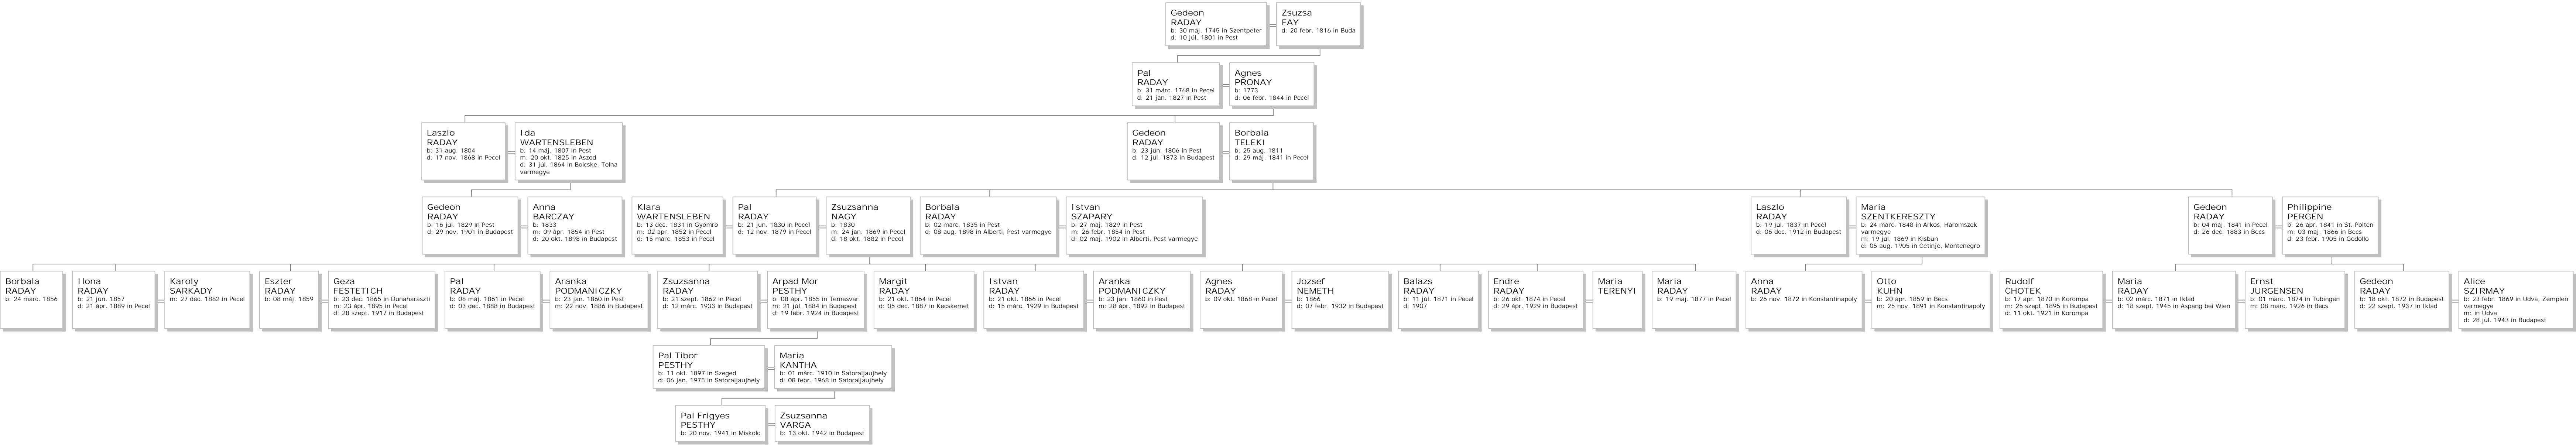 Gedeon
RADAY
b: 30 máj. 1745 in Szentpeter
d: 10 júl. 1801 in Pest
Zsuzsa
FAY
d: 20 febr. 1816 in Buda
Pal
RADAY
b: 31 márc. 1768 in Pecel
d: 21 jan. 1827 in Pest
Agnes
PRONAY
b: 1773
d: 06 febr. 1844 in Pecel
Laszlo
RADAY
b: 31 aug. 1804
d: 17 nov. 1868 in Pecel
Ida
WARTENSLEBEN
b: 14 máj. 1807 in Pest
m: 20 okt. 1825 in Aszod
d: 31 júl. 1864 in Bolcske, Tolna
varmegye
Gedeon
RADAY
b: 23 jún. 1806 in Pest
d: 12 júl. 1873 in Budapest
Borbala
TELEKI
b: 25 aug. 1811
d: 29 máj. 1841 in Pecel
Gedeon
RADAY
b: 16 júl. 1829 in Pest
d: 29 nov. 1901 in Budapest
Anna
BARCZAY
b: 1833
m: 09 ápr. 1854 in Pest
d: 20 okt. 1898 in Budapest
Klara
WARTENSLEBEN
b: 13 dec. 1831 in Gyomro
m: 02 ápr. 1852 in Pecel
d: 15 márc. 1853 in Pecel
Pal
RADAY
b: 21 jún. 1830 in Pecel
d: 12 nov. 1879 in Pecel
Zsuzsanna
NAGY
b: 1830
m: 24 jan. 1869 in Pecel
d: 18 okt. 1882 in Pecel
Borbala
RADAY
b: 02 márc. 1835 in Pest
d: 08 aug. 1898 in Alberti, Pest varmegye
Istvan
SZAPARY
b: 27 máj. 1829 in Pest
m: 26 febr. 1854 in Pest
d: 02 máj. 1902 in Alberti, Pest varmegye
Laszlo
RADAY
b: 19 júl. 1837 in Pecel
d: 06 dec. 1912 in Budapest
Maria
SZENTKERESZTY
b: 24 márc. 1848 in Arkos, Haromszek
varmegye
m: 19 júl. 1869 in Kisbun
d: 05 aug. 1905 in Cetinje, Montenegro
Gedeon
RADAY
b: 04 máj. 1841 in Pecel
d: 26 dec. 1883 in Becs
Philippine
PERGEN
b: 26 ápr. 1841 in St. Polten
m: 03 máj. 1866 in Becs
d: 23 febr. 1905 in Godollo
Borbala
RADAY
b: 24 márc. 1856
Ilona
RADAY
b: 21 jún. 1857
d: 21 ápr. 1889 in Pecel
Karoly
SARKADY
m: 27 dec. 1882 in Pecel
Eszter
RADAY
b: 08 máj. 1859
Geza
FESTETICH
b: 23 dec. 1865 in Dunaharaszti
m: 23 ápr. 1895 in Pecel
d: 28 szept. 1917 in Budapest
Pal
RADAY
b: 08 máj. 1861 in Pecel
d: 03 dec. 1888 in Budapest
Aranka
PODMANICZKY
b: 23 jan. 1860 in Pest
m: 22 nov. 1886 in Budapest
Zsuzsanna
RADAY
b: 21 szept. 1862 in Pecel
d: 12 márc. 1933 in Budapest
Arpad Mor
PESTHY
b: 08 ápr. 1855 in Temesvar
m: 21 júl. 1884 in Budapest
d: 19 febr. 1924 in Budapest
Margit
RADAY
b: 21 okt. 1864 in Pecel
d: 05 dec. 1887 in Kecskemet
Istvan
RADAY
b: 21 okt. 1866 in Pecel
d: 15 márc. 1929 in Budapest
Aranka
PODMANICZKY
b: 23 jan. 1860 in Pest
m: 28 ápr. 1892 in Budapest
Agnes
RADAY
b: 09 okt. 1868 in Pecel
Jozsef
NEMETH
b: 1866
d: 07 febr. 1932 in Budapest
Balazs
RADAY
b: 11 júl. 1871 in Pecel
d: 1907
Endre
RADAY
b: 26 okt. 1874 in Pecel
d: 29 ápr. 1929 in Budapest
Maria
TERENYI
Maria
RADAY
b: 19 máj. 1877 in Pecel
Anna
RADAY
b: 26 nov. 1872 in Konstantinapoly
Otto
KUHN
b: 20 ápr. 1859 in Becs
m: 25 nov. 1891 in Konstantinapoly
Rudolf
CHOTEK
b: 17 ápr. 1870 in Korompa
m: 25 szept. 1895 in Budapest
d: 11 okt. 1921 in Korompa
Maria
RADAY
b: 02 márc. 1871 in Iklad
d: 18 szept. 1945 in Aspang bei Wien
Ernst
JURGENSEN
b: 01 márc. 1874 in Tubingen
m: 08 márc. 1926 in Becs
Gedeon
RADAY
b: 18 okt. 1872 in Budapest
d: 22 szept. 1937 in Iklad
Alice
SZIRMAY
b: 23 febr. 1869 in Udva, Zemplen
varmegye
m: in Udva
d: 28 júl. 1943 in Budapest
Pal Tibor
PESTHY
b: 11 okt. 1897 in Szeged
d: 06 jan. 1975 in Satoraljaujhely
Maria
KANTHA
b: 01 márc. 1910 in Satoraljaujhely
d: 08 febr. 1968 in Satoraljaujhely
Pal Frigyes
PESTHY
b: 20 nov. 1941 in Miskolc
Zsuzsanna
VARGA
b: 13 okt. 1942 in Budapest